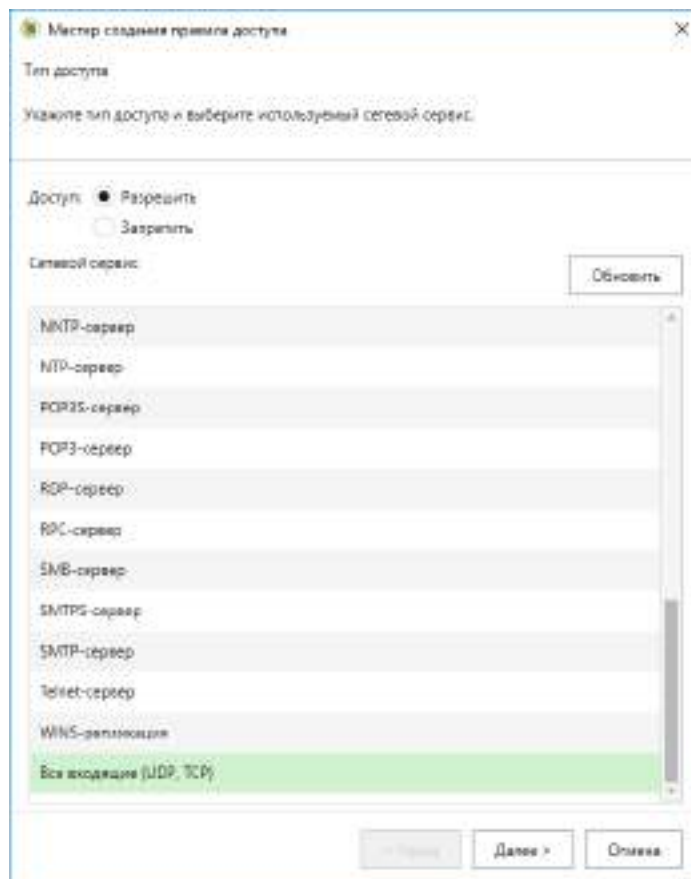 Мастер создания правила доступа
Тип доступа
Укажите тип доступа и выберите используемый сетевой сервис.
Доступ: Разрешить
Запретить
Сетевой сервис:
Обновить
NNTP-сервер
NTP-сервер
POP3S-сервер
POP3-сервер
RDP-сервер
RPC-сервер
SMB-сервер
SMTPS-сервер
SMTP-сервер
Telnet-сервер
WINS-репликация
Все входящие (UDP, TCP)
Далее > Отмена